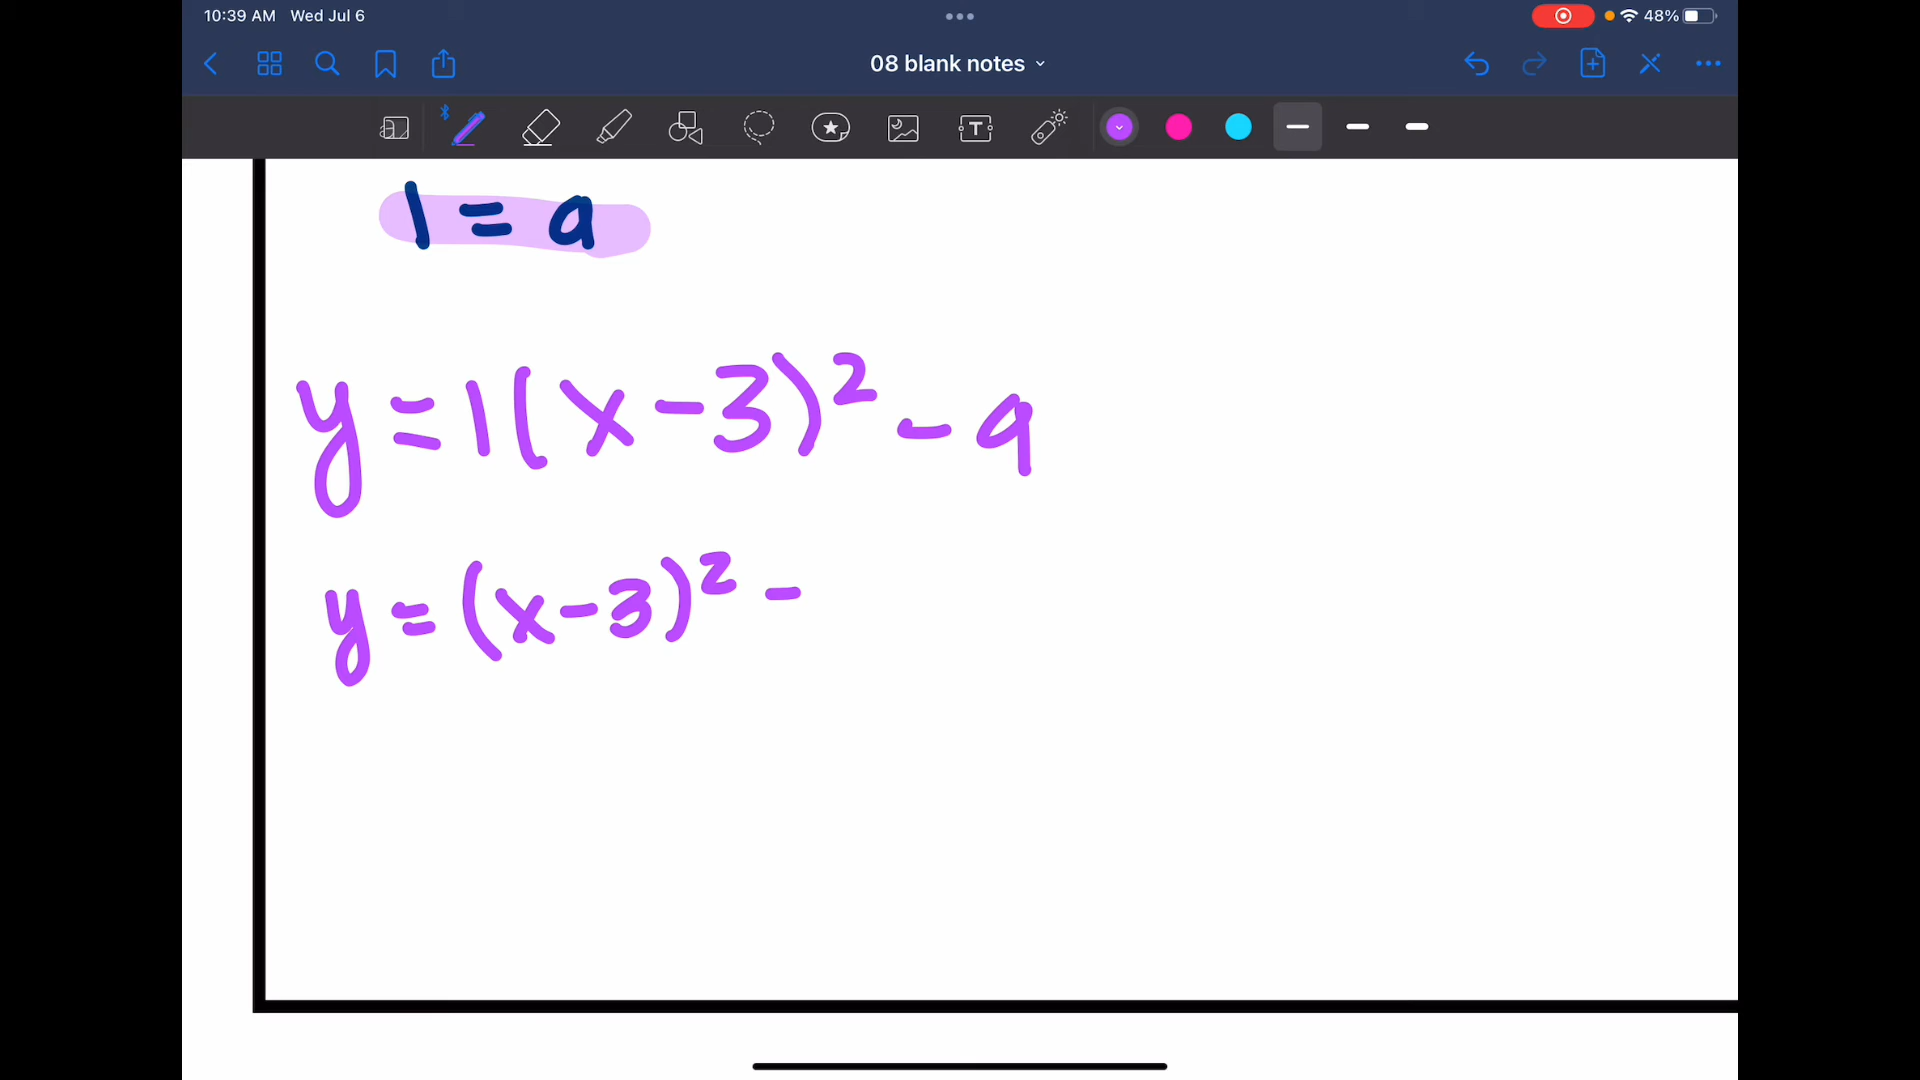 10:39 AM Wed Jul 6
48%
08 blank notes
1 = a
y = 1(x - 3)² - 9
y = (x - 3)² -